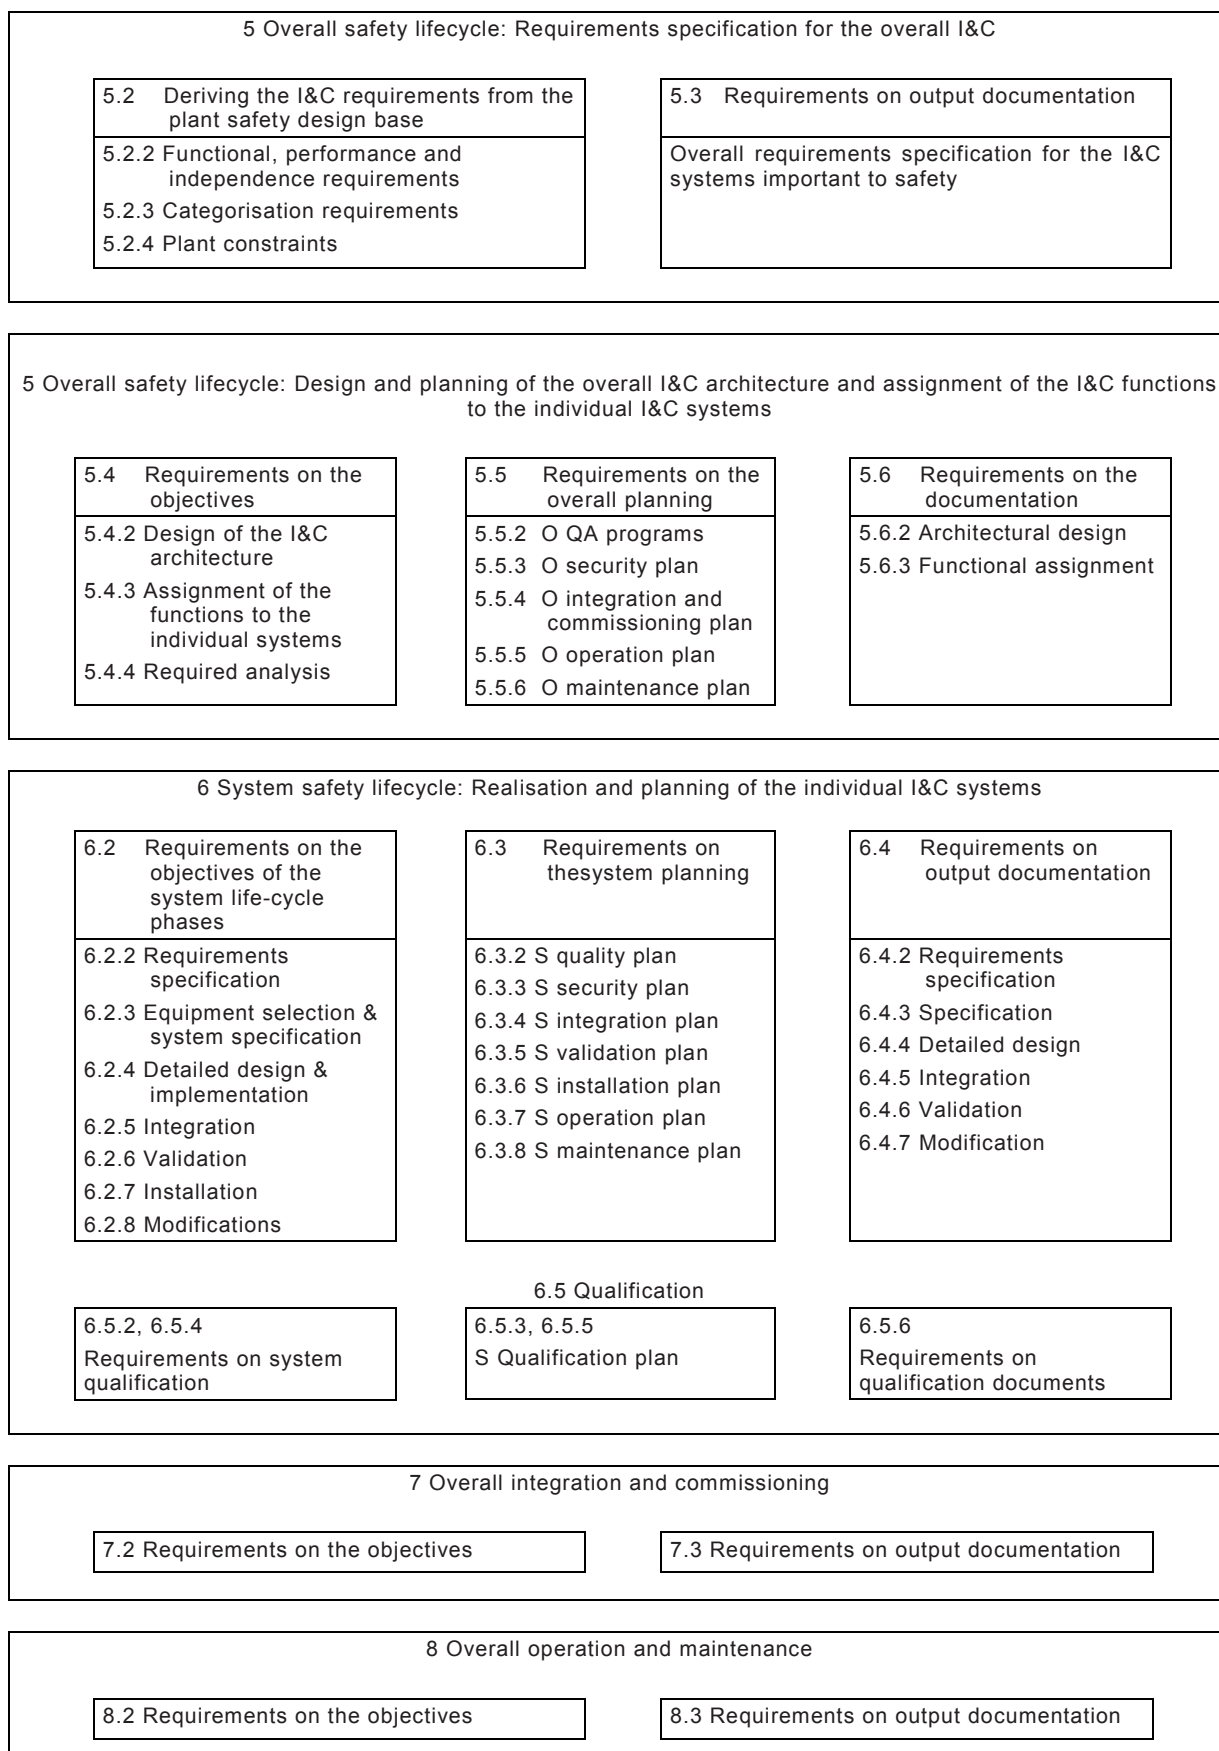 5 Overall safety lifecycle: Requirements specification for the overall I&C
5.2 Deriving the I&C requirements from the
plant safety design base
5.2.2 Functional, performance and
independence requirements
5.2.3 Categorisation requirements
5.2.4 Plant constraints
5.3 Requirements on output documentation
Overall requirements specification for the I&C
systems important to safety
5 Overall safety lifecycle: Design and planning of the overall I&C architecture and assignment of the I&C functions
to the individual I&C systems
5.4 Requirements on the
objectives
5.4.2 Design of the I&C
architecture
5.4.3 Assignment of the
functions to the
individual systems
5.4.4 Required analysis
5.5 Requirements on the
overall planning
5.5.2 O QA programs
5.5.3 O security plan
5.5.4 O integration and
commissioning plan
5.5.5 O operation plan
5.5.6 O maintenance plan
5.6 Requirements on the
documentation
5.6.2 Architectural design
5.6.3 Functional assignment
6 System safety lifecycle: Realisation and planning of the individual I&C systems
6.2 Requirements on the
objectives of the
system life-cycle
phases
6.2.2 Requirements
specification
6.2.3 Equipment selection &
system specification
6.2.4 Detailed design &
implementation
6.2.5 Integration
6.2.6 Validation
6.2.7 Installation
6.2.8 Modifications
6.3 Requirements on
thesystem planning
6.3.2 S quality plan
6.3.3 S security plan
6.3.4 S integration plan
6.3.5 S validation plan
6.3.6 S installation plan
6.3.7 S operation plan
6.3.8 S maintenance plan
6.4 Requirements on
output documentation
6.4.2 Requirements
specification
6.4.3 Specification
6.4.4 Detailed design
6.4.5 Integration
6.4.6 Validation
6.4.7 Modification
6.5 Qualification
6.5.2, 6.5.4
Requirements on system
qualification
6.5.3, 6.5.5
S Qualification plan
6.5.6
Requirements on
qualification documents
7 Overall integration and commissioning
7.2 Requirements on the objectives
7.3 Requirements on output documentation
8 Overall operation and maintenance
8.2 Requirements on the objectives
8.3 Requirements on output documentation